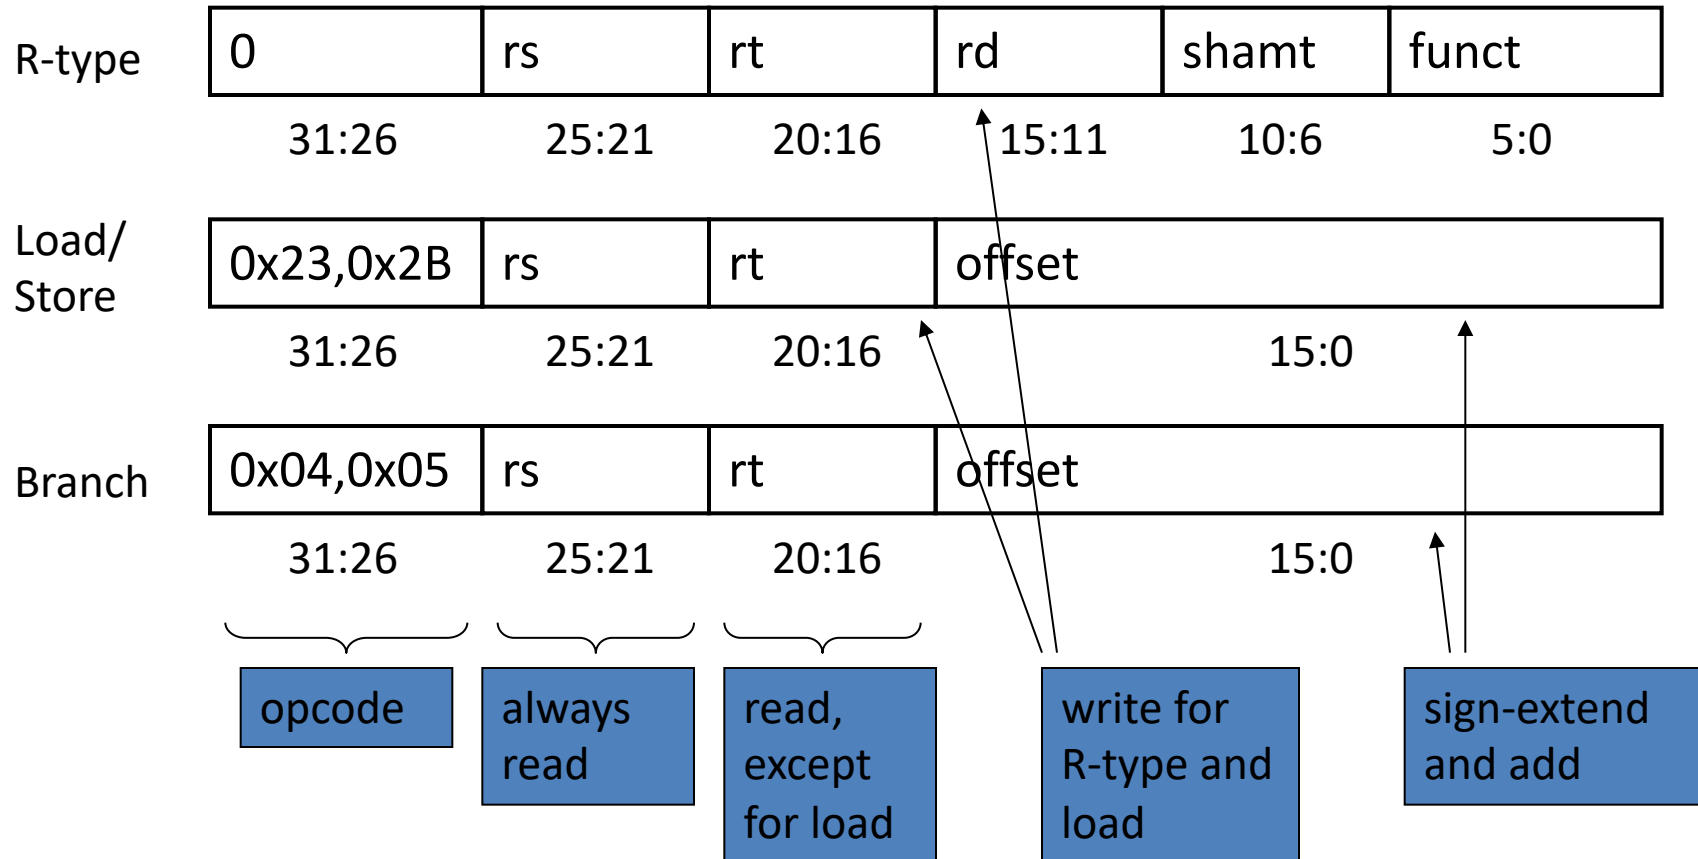 R-type
0 rs rt rd shamt funct
31:26 25:21 20:16 15:11 10:6 5:0
Load/
Store
0x23,0x2B rs rt offset
31:26 25:21 20:16 15:0
Branch
0x04,0x05 rs rt offset
31:26 25:21 20:16 15:0
opcode
always
read
read,
except
for load
write for
R-type and
load
sign-extend
and add